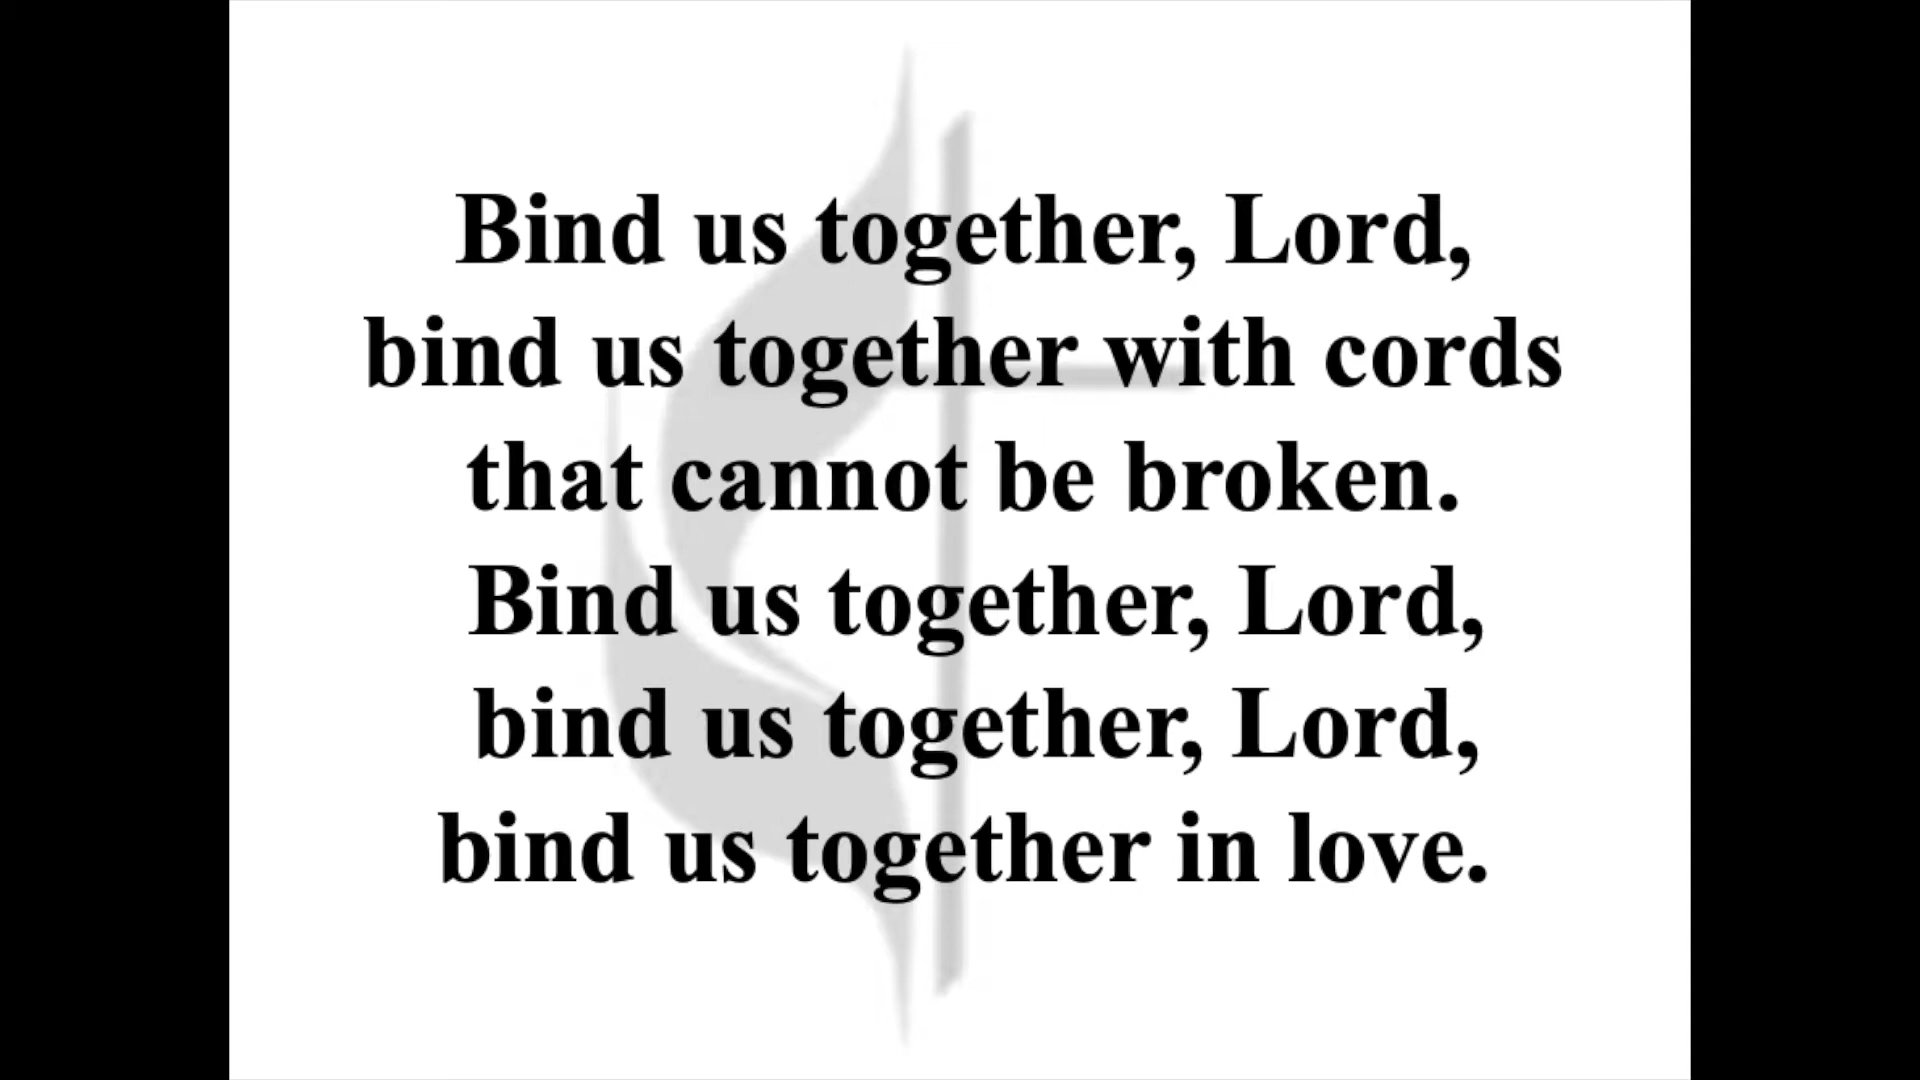 Bind us together, Lord,
bind us together with cords
that cannot be broken.
Bind us together, Lord,
bind us together, Lord,
bind us together in love.